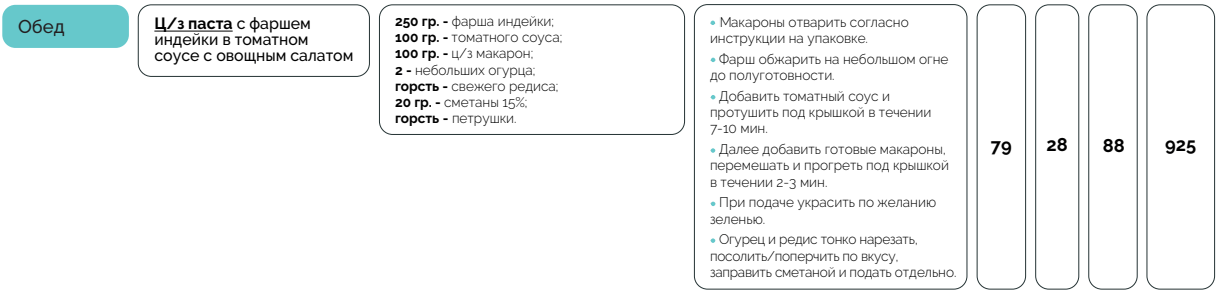 Обед
Ц/з паста с фаршем
индейки в томатном
соусе с овощным салатом
250 гр. - фарша индейки;
100 гр. - томатного соуса;
100 гр. - ц/з макарон;
2 - небольших огурца;
горсть - свежего редиса;
20 гр. - сметаны 15%;
горсть - петрушки.
• Макароны отварить согласно
инструкции на упаковке.
• Фарш обжарить на небольшом огне
до полуготовности.
• Добавить томатный соус и
протушить под крышкой в течении
7-10 мин.
• Далее добавить готовые макароны,
перемешать и прогреть под крышкой
в течении 2-3 мин.
• При подаче украсить по желанию
зеленью.
• Огурец и редис тонко нарезать,
посолить/поперчить по вкусу,
заправить сметаной и подать отдельно.
79
28
88
925